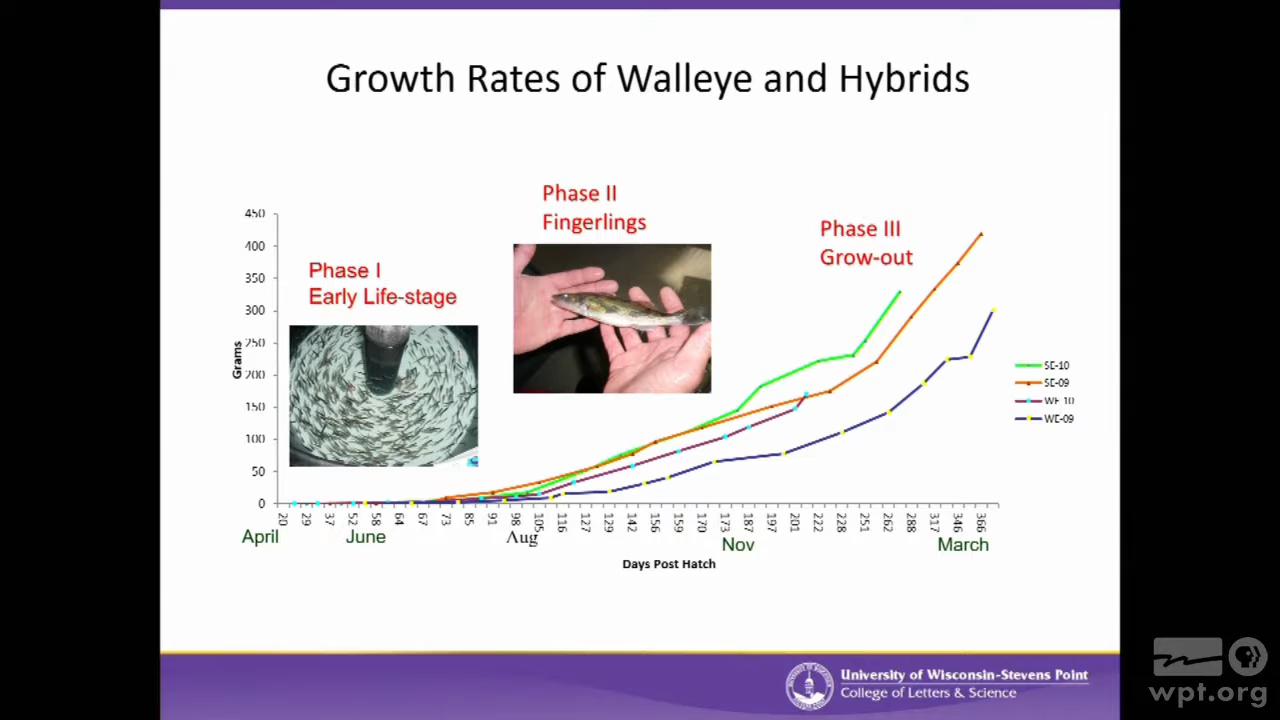 Growth Rates of Walleye and Hybrids
Phase I
Early Life-stage
Phase II
Fingerlings
Phase III
Grow-out
450
400
350
300
250
200
150
100
50
0
Grams
20 29 37 52 58 64 67 73 85 91 98 105 116 127 129 142 156 159 170 173 187 197 201 222 228 251 262 288 317 346 366
April June Aug Nov March
Days Post Hatch
SE-10
SE-09
WE-10
WE-09
University of Wisconsin-Stevens Point
College of Letters & Science
PBS
wpt.org